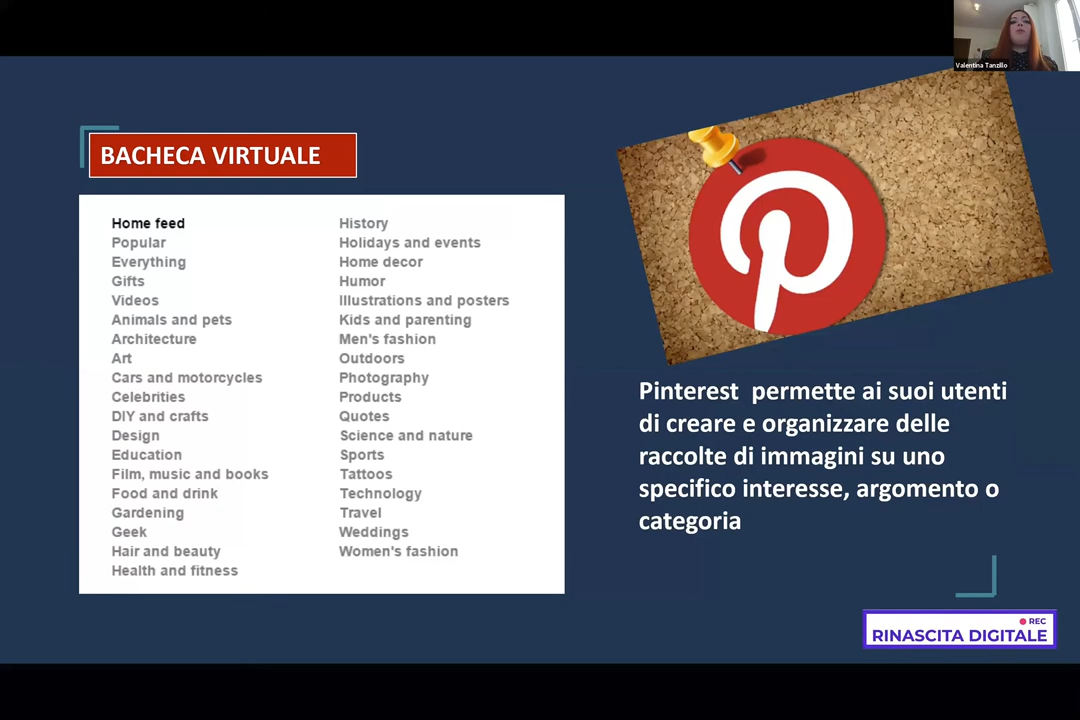 Valentina Tanzillo
BACHECA VIRTUALE
Home feed
Popular
Everything
Gifts
Videos
Animals and pets
Architecture
Art
Cars and motorcycles
Celebrities
DIY and crafts
Design
Education
Film, music and books
Food and drink
Gardening
Geek
Hair and beauty
Health and fitness
History
Holidays and events
Home decor
Humor
Illustrations and posters
Kids and parenting
Men's fashion
Outdoors
Photography
Products
Quotes
Science and nature
Sports
Tattoos
Technology
Travel
Weddings
Women's fashion
Pinterest  permette ai suoi utenti
di creare e organizzare delle
raccolte di immagini su uno
specifico interesse, argomento o
categoria
REC
RINASCITA DIGITALE